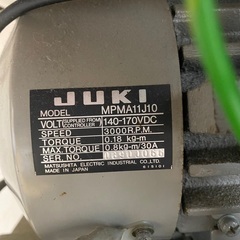 JUKI
MODEL MPMA11J10
VOLT SUPPLIED FROM CONTROLLER 140-170VDC
SPEED 3000R.P.M.
TORQUE 0.18 kg-m
MAX. TORQUE 0.8kg-m/30A
SER. NO.
MATSUSHITA ELECTRIC INDUSTRIAL CO.,LTD.
MADE IN JAPAN